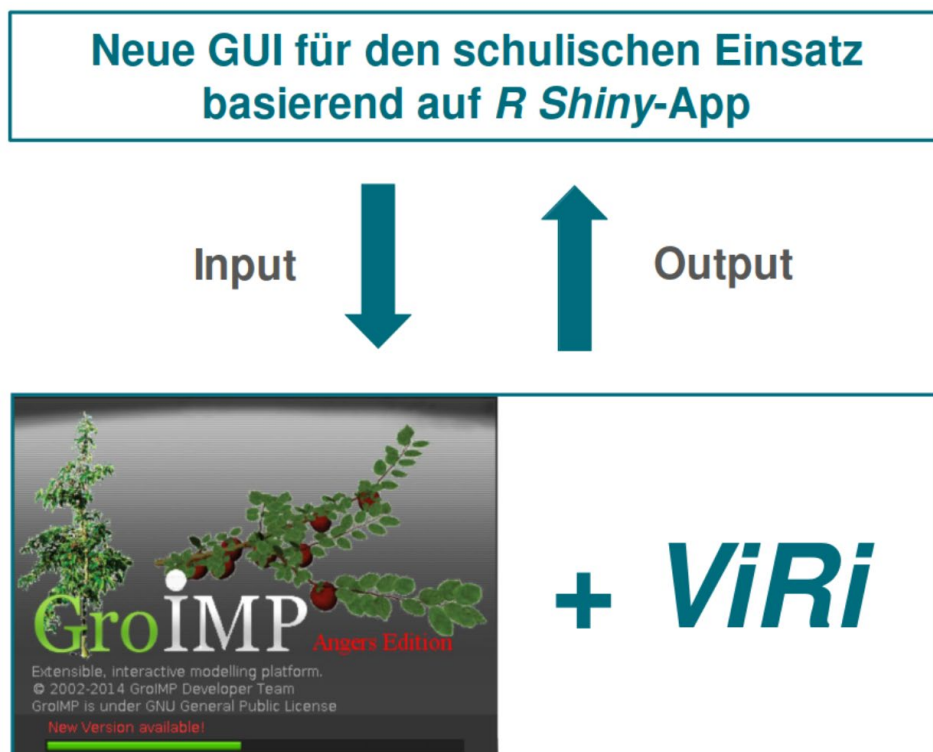 Neue GUI für den schulischen Einsatz
basierend auf R Shiny-App
Input
Output
GroIMP Angers Edition
Extensible, interactive modelling platform.
© 2002-2014 GroIMP Developer Team
GroIMP is under GNU General Public License
New Version available!
+ ViRi